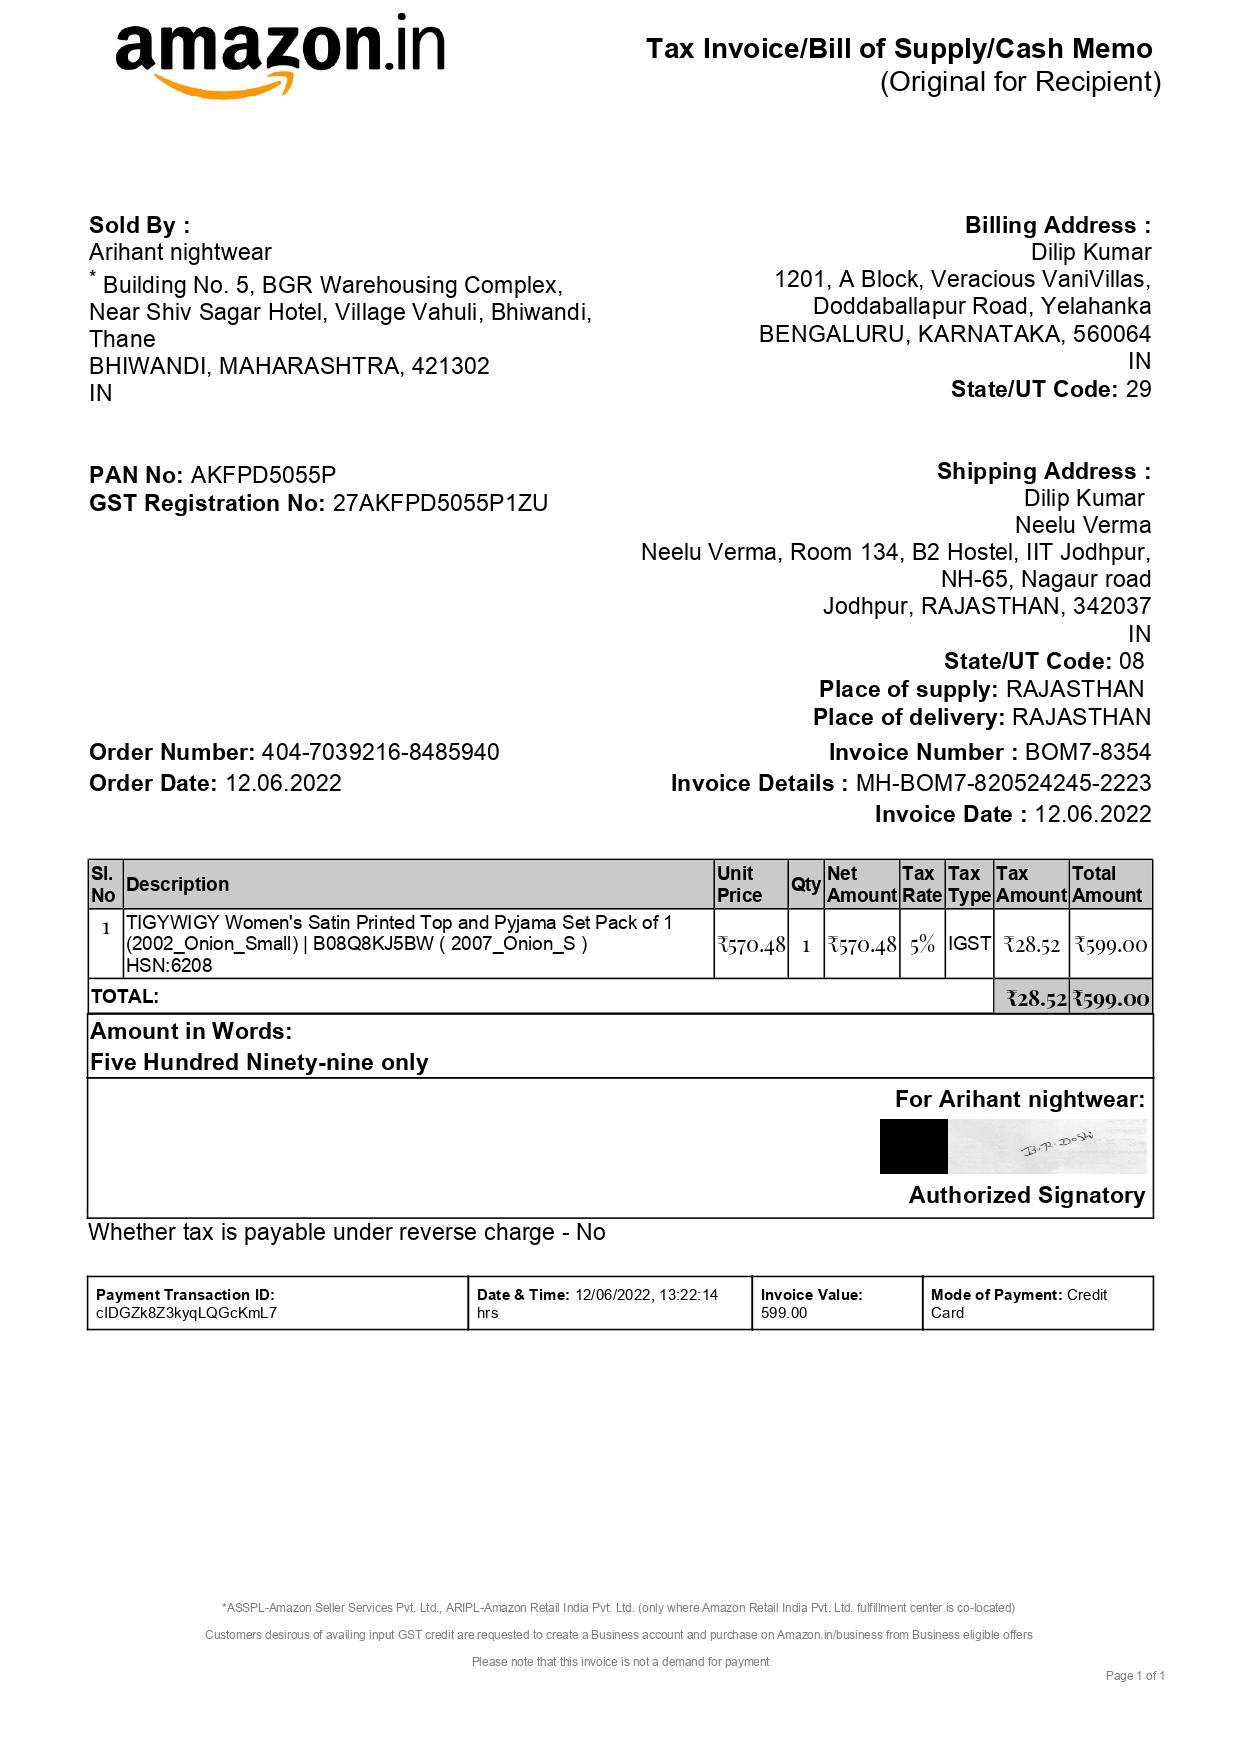 amazon.in
Tax Invoice/Bill of Supply/Cash Memo
(Original for Recipient)
Sold By :
Arihant nightwear
* Building No. 5, BGR Warehousing Complex,
Near Shiv Sagar Hotel, Village Vahuli, Bhiwandi,
Thane
BHIWANDI, MAHARASHTRA, 421302
IN
Billing Address :
Dilip Kumar
1201, A Block, Veracious VaniVillas,
Doddaballapur Road, Yelahanka
BENGALURU, KARNATAKA, 560064
IN
State/UT Code: 29
PAN No: AKFPD5055P
GST Registration No: 27AKFPD5055P1ZU
Shipping Address :
Dilip Kumar
Neelu Verma
Neelu Verma, Room 134, B2 Hostel, IIT Jodhpur,
NH-65, Nagaur road
Jodhpur, RAJASTHAN, 342037
IN
State/UT Code: 08
Place of supply: RAJASTHAN
Place of delivery: RAJASTHAN
Order Number: 404-7039216-8485940
Order Date: 12.06.2022
Invoice Number : BOM7-8354
Invoice Details : MH-BOM7-820524245-2223
Invoice Date : 12.06.2022
Sl. No Description Unit Price Qty Net Amount Tax Rate Tax Type Tax Amount Total Amount
1 TIGYWIGY Women's Satin Printed Top and Pyjama Set Pack of 1
(2002_Onion_Small) | B08Q8KJ5BW ( 2007_Onion_S )
HSN:6208
₹570.48 1 ₹570.48 5% IGST ₹28.52 ₹599.00
TOTAL: ₹28.52 ₹599.00
Amount in Words:
Five Hundred Ninety-nine only
For Arihant nightwear:
B.R. Doshi
Authorized Signatory
Whether tax is payable under reverse charge - No
Payment Transaction ID:
cIDGZk8Z3kyqLQGcKmL7
Date & Time: 12/06/2022, 13:22:14
hrs
Invoice Value:
599.00
Mode of Payment: Credit
Card
*ASSPL-Amazon Seller Services Pvt. Ltd., ARIPL-Amazon Retail India Pvt. Ltd. (only where Amazon Retail India Pvt. Ltd. fulfillment center is co-located)
Customers desirous of availing input GST credit are requested to create a Business account and purchase on Amazon.in/business from Business eligible offers
Please note that this invoice is not a demand for payment
Page 1 of 1